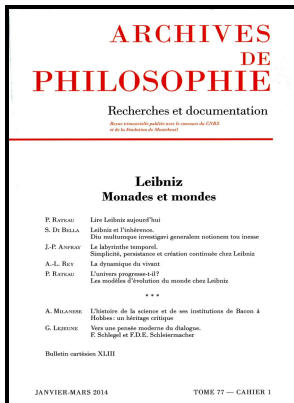 ARCHIVES
DE
PHILOSOPHIE
Recherches et documentation
Revue trimestrielle publiée avec le concours du CNRS
et de la Fondation de Montcheuil
Leibniz
Monades et mondes
P. RATEAU Lire Leibniz aujourd'hui
S. DI BELLA Leibniz et l'inhérence.
Diu multumque investigavi generalem notionem tou inesse
J.-P. ANFRAY Le labyrinthe temporel.
Simplicité, persistance et création continuée chez Leibniz
A.-L. REY La dynamique du vivant
P. RATEAU L'univers progresse-t-il?
Les modèles d'évolution du monde chez Leibniz
* * *
A. MILANESE L'histoire de la science et de ses institutions de Bacon à
Hobbes : un héritage critique
G. LEJEUNE Vers une pensée moderne du dialogue.
F. Schlegel et F.D.E. Schleiermacher
Bulletin cartésien XLIII
JANVIER-MARS 2014 TOME 77 — CAHIER 1